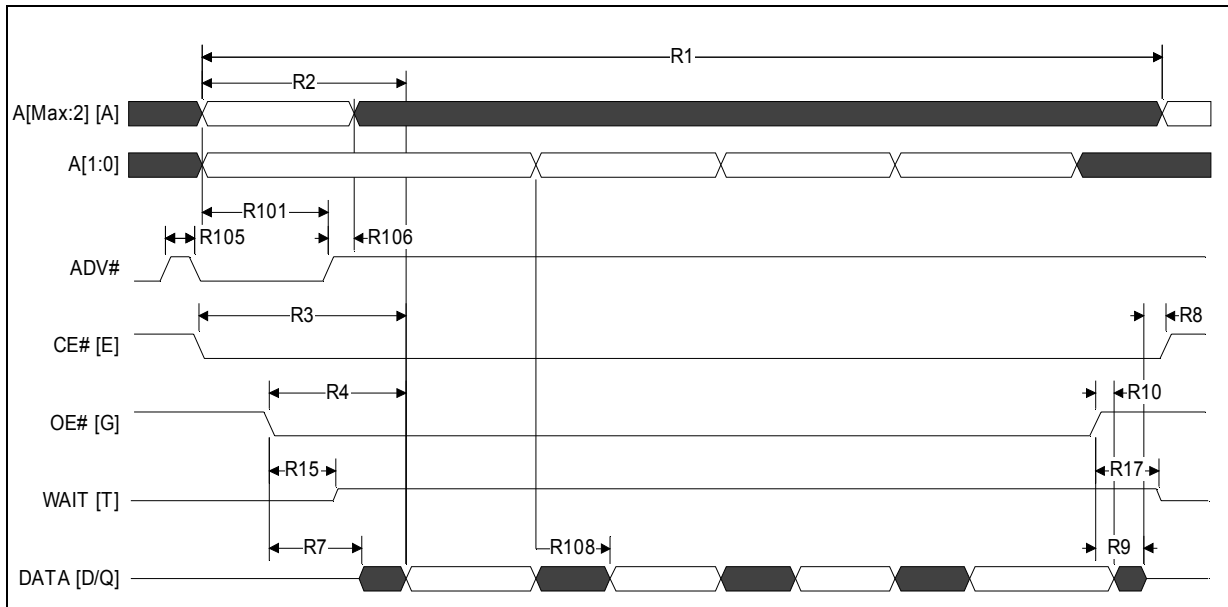 R1
R2
A[Max:2] [A]
A[1:0]
R101
R105
R106
ADV#
R3
R8
CE# [E]
R4
R10
OE# [G]
R15
R17
WAIT [T]
R7
R108
R9
DATA [D/Q]